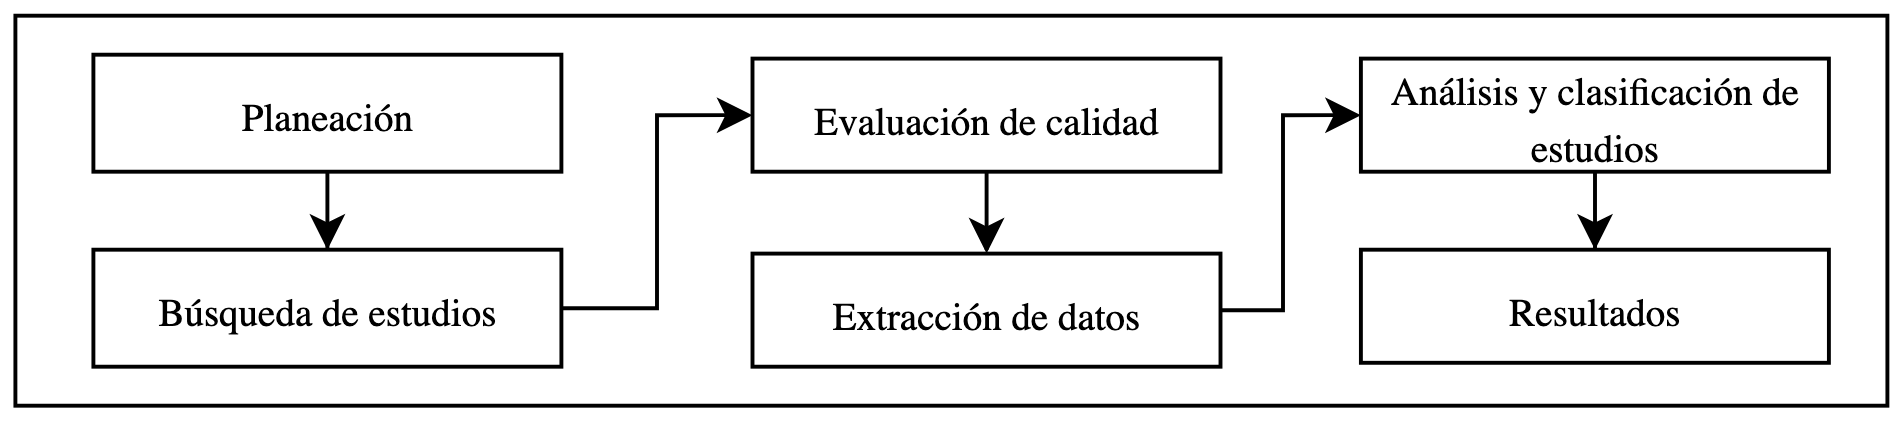 Planeación
Búsqueda de estudios
Evaluación de calidad
Extracción de datos
Análisis y clasificación de
estudios
Resultados